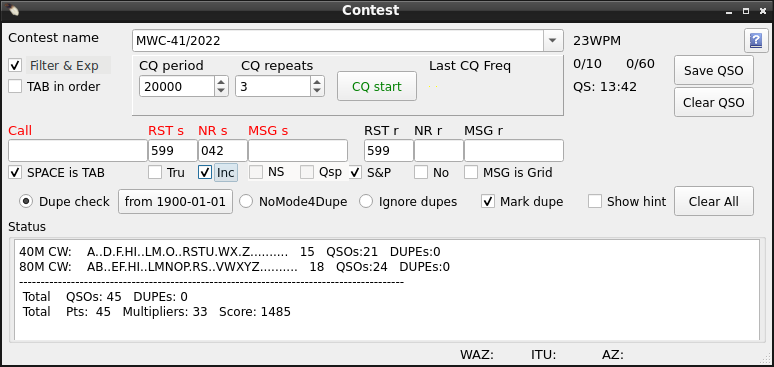 Contest
Contest name MWC-41/2022 23WPM ?
Filter & Exp CQ period CQ repeats Last CQ Freq 0/10 0/60 Save QSO
TAB in order 20000 3 CQ start QS: 13:42 Clear QSO
Call RST s NR s MSG s RST r NR r MSG r
599 042 599
SPACE is TAB Tru Inc NS Qsp S&P No MSG is Grid
Dupe check from 1900-01-01 NoMode4Dupe Ignore dupes Mark dupe Show hint Clear All
Status
40M CW: A..D.F.HI..LM.O..RSTU.WX.Z.......... 15 QSOs:21 DUPEs:0
80M CW: AB..EF.HI..LMNOP.RS..VWXYZ.......... 18 QSOs:24 DUPEs:0
------------------------------------------------------------------------------------------
Total QSOs: 45 DUPEs: 0
Total Pts: 45 Multipliers: 33 Score: 1485
WAZ: ITU: AZ: